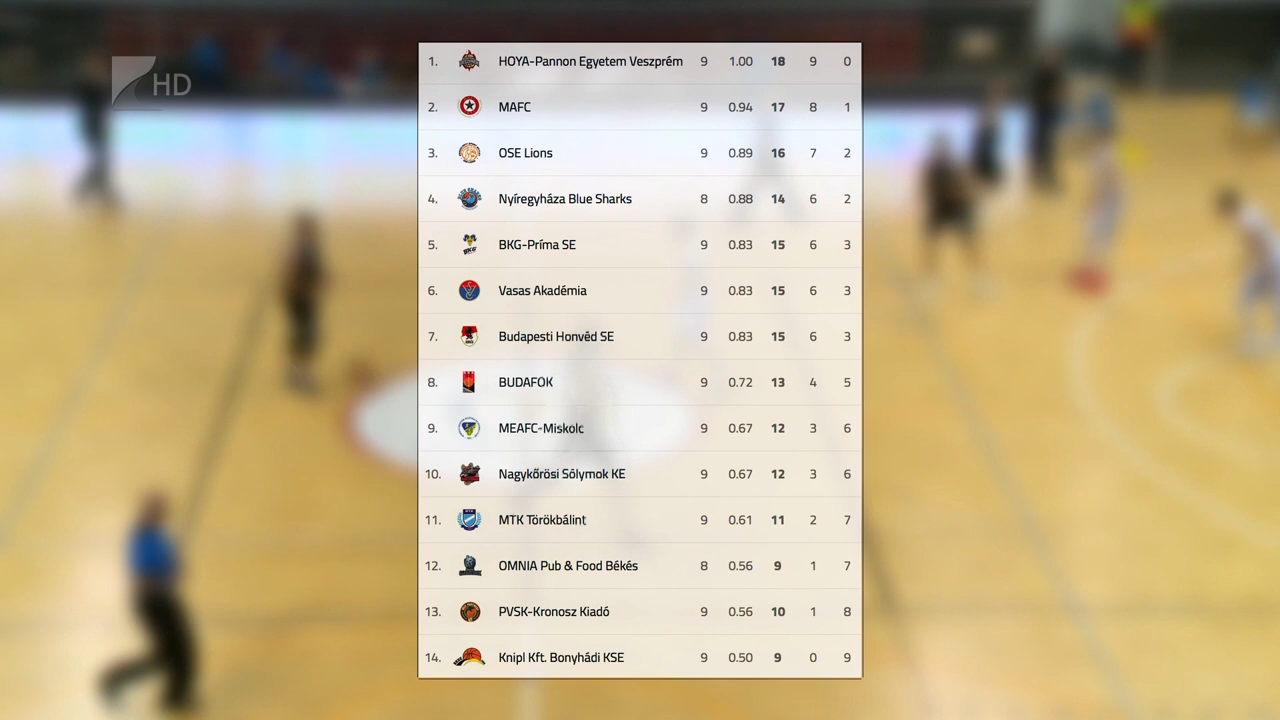 HD
1. HOYA-Pannon Egyetem Veszprém 9 1.00 18 9 0
2. MAFC 9 0.94 17 8 1
3. OSE Lions 9 0.89 16 7 2
4. Nyíregyháza Blue Sharks 8 0.88 14 6 2
5. BKG-Príma SE 9 0.83 15 6 3
6. Vasas Akadémia 9 0.83 15 6 3
7. Budapesti Honvéd SE 9 0.83 15 6 3
8. BUDAFOK 9 0.72 13 4 5
9. MEAFC-Miskolc 9 0.67 12 3 6
10. Nagykőrösi Sólymok KE 9 0.67 12 3 6
11. MTK Törökbálint 9 0.61 11 2 7
12. OMNIA Pub & Food Békés 8 0.56 9 1 7
13. PVSK-Kronosz Kiadó 9 0.56 10 1 8
14. Knipl Kft. Bonyhádi KSE 9 0.50 9 0 9